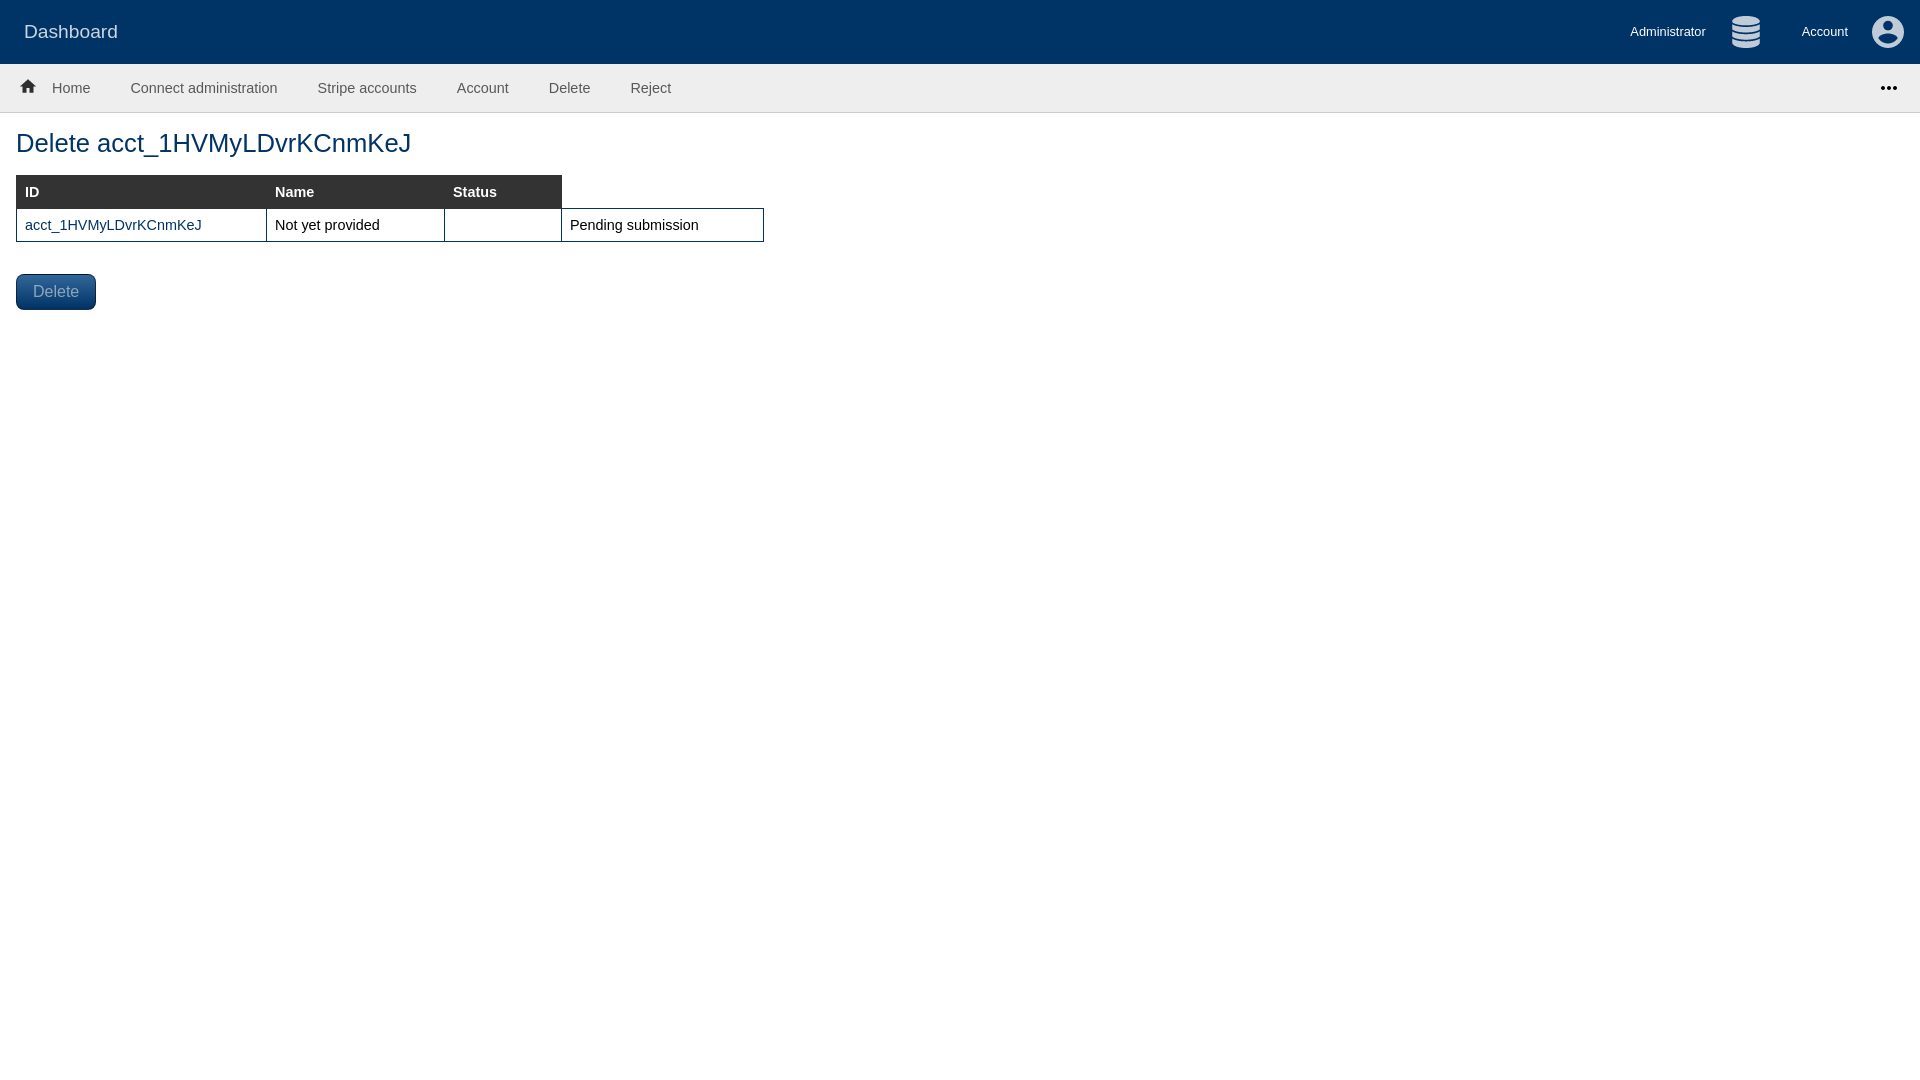 Dashboard
Administrator
Account
Home
Connect administration
Stripe accounts
Account
Delete
Reject
Delete acct_1HVMyLDvrKCnmKeJ
ID Name Status
acct_1HVMyLDvrKCnmKeJ Not yet provided Pending submission
Delete